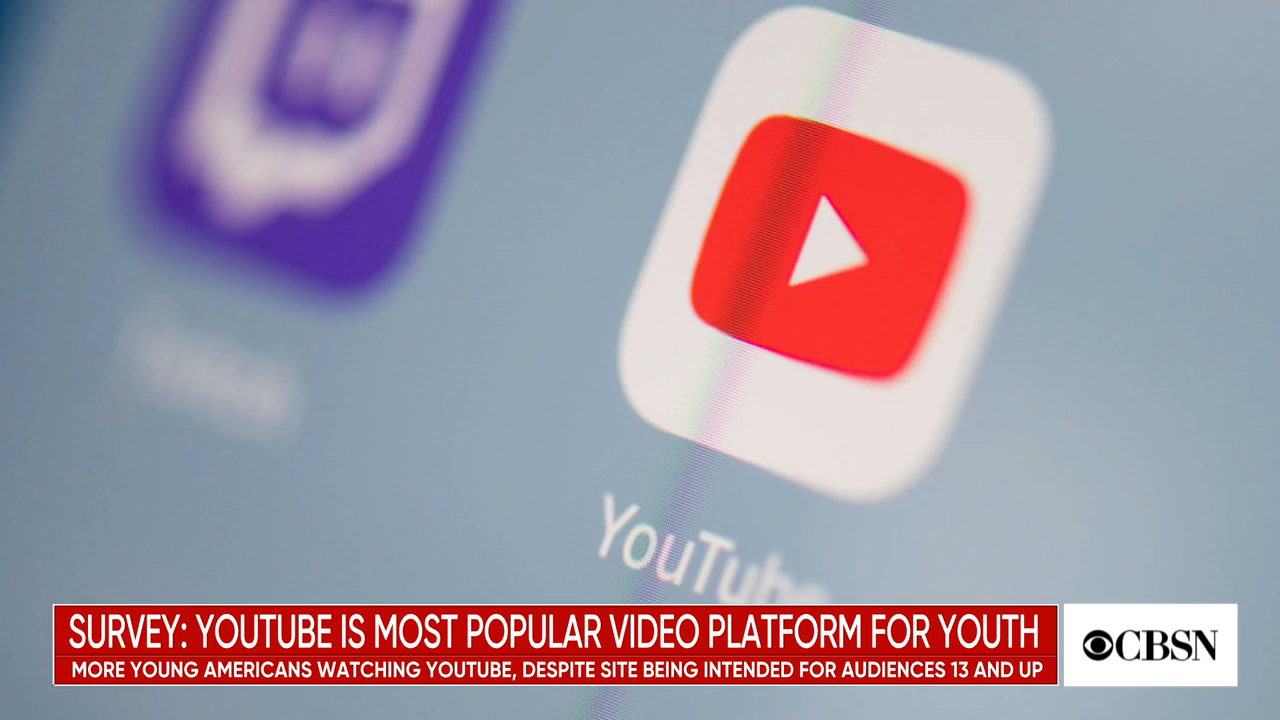 YouTube
SURVEY: YOUTUBE IS MOST POPULAR VIDEO PLATFORM FOR YOUTH
MORE YOUNG AMERICANS WATCHING YOUTUBE, DESPITE SITE BEING INTENDED FOR AUDIENCES 13 AND UP
CBSN